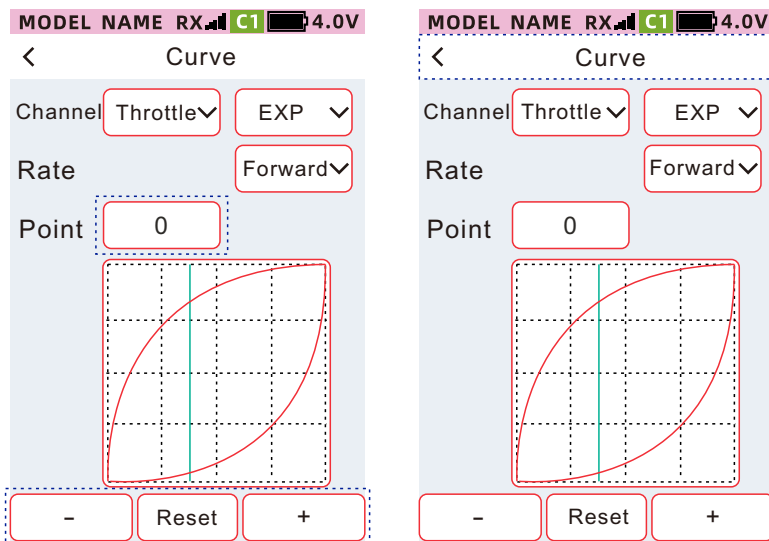 MODEL NAME RX C1 4.0V
< Curve
Channel Throttle EXP
Rate Forward
Point 0
- Reset +
MODEL NAME RX C1 4.0V
< Curve
Channel Throttle EXP
Rate Forward
Point 0
- Reset +